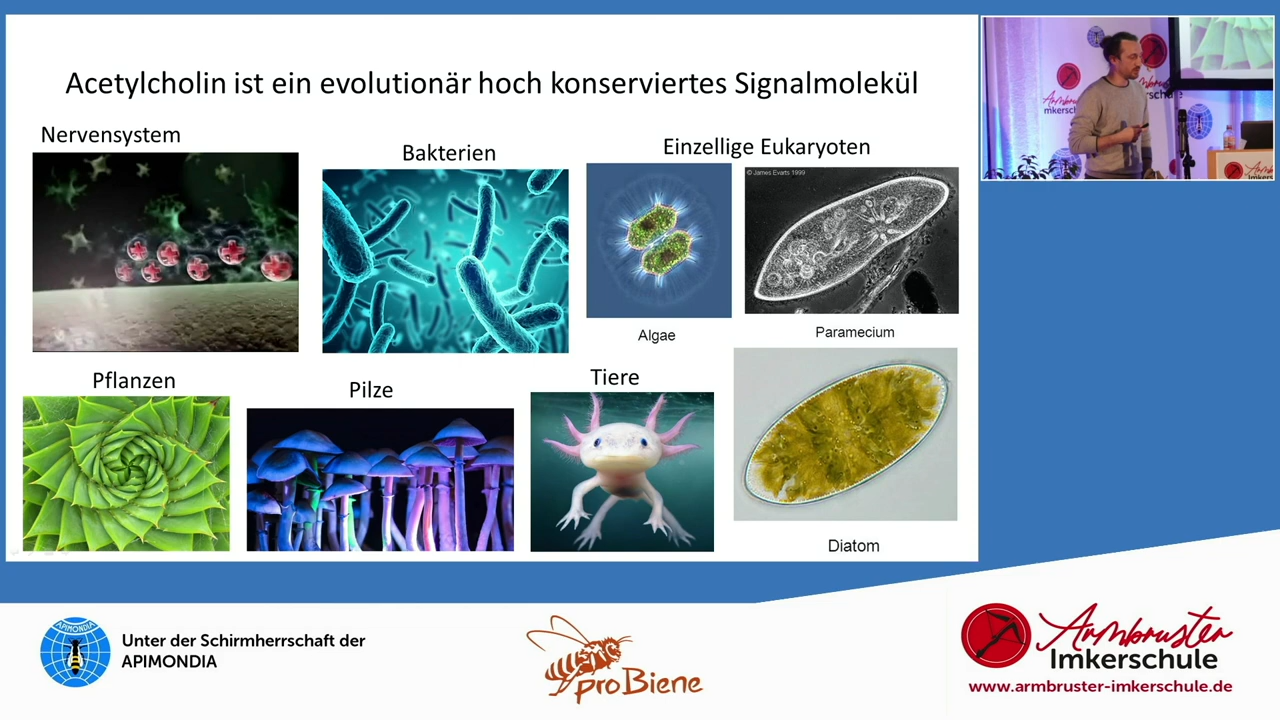 Acetylcholin ist ein evolutionär hoch konserviertes Signalmolekül
Nervensystem
Bakterien
Einzellige Eukaryoten
© James Evarts 1999
Algae
Paramecium
Pflanzen
Pilze
Tiere
Diatom
APIMONDIA
Unter der Schirmherrschaft der
APIMONDIA
proBiene
Armbruster
Imkerschule
www.armbruster-imkerschule.de